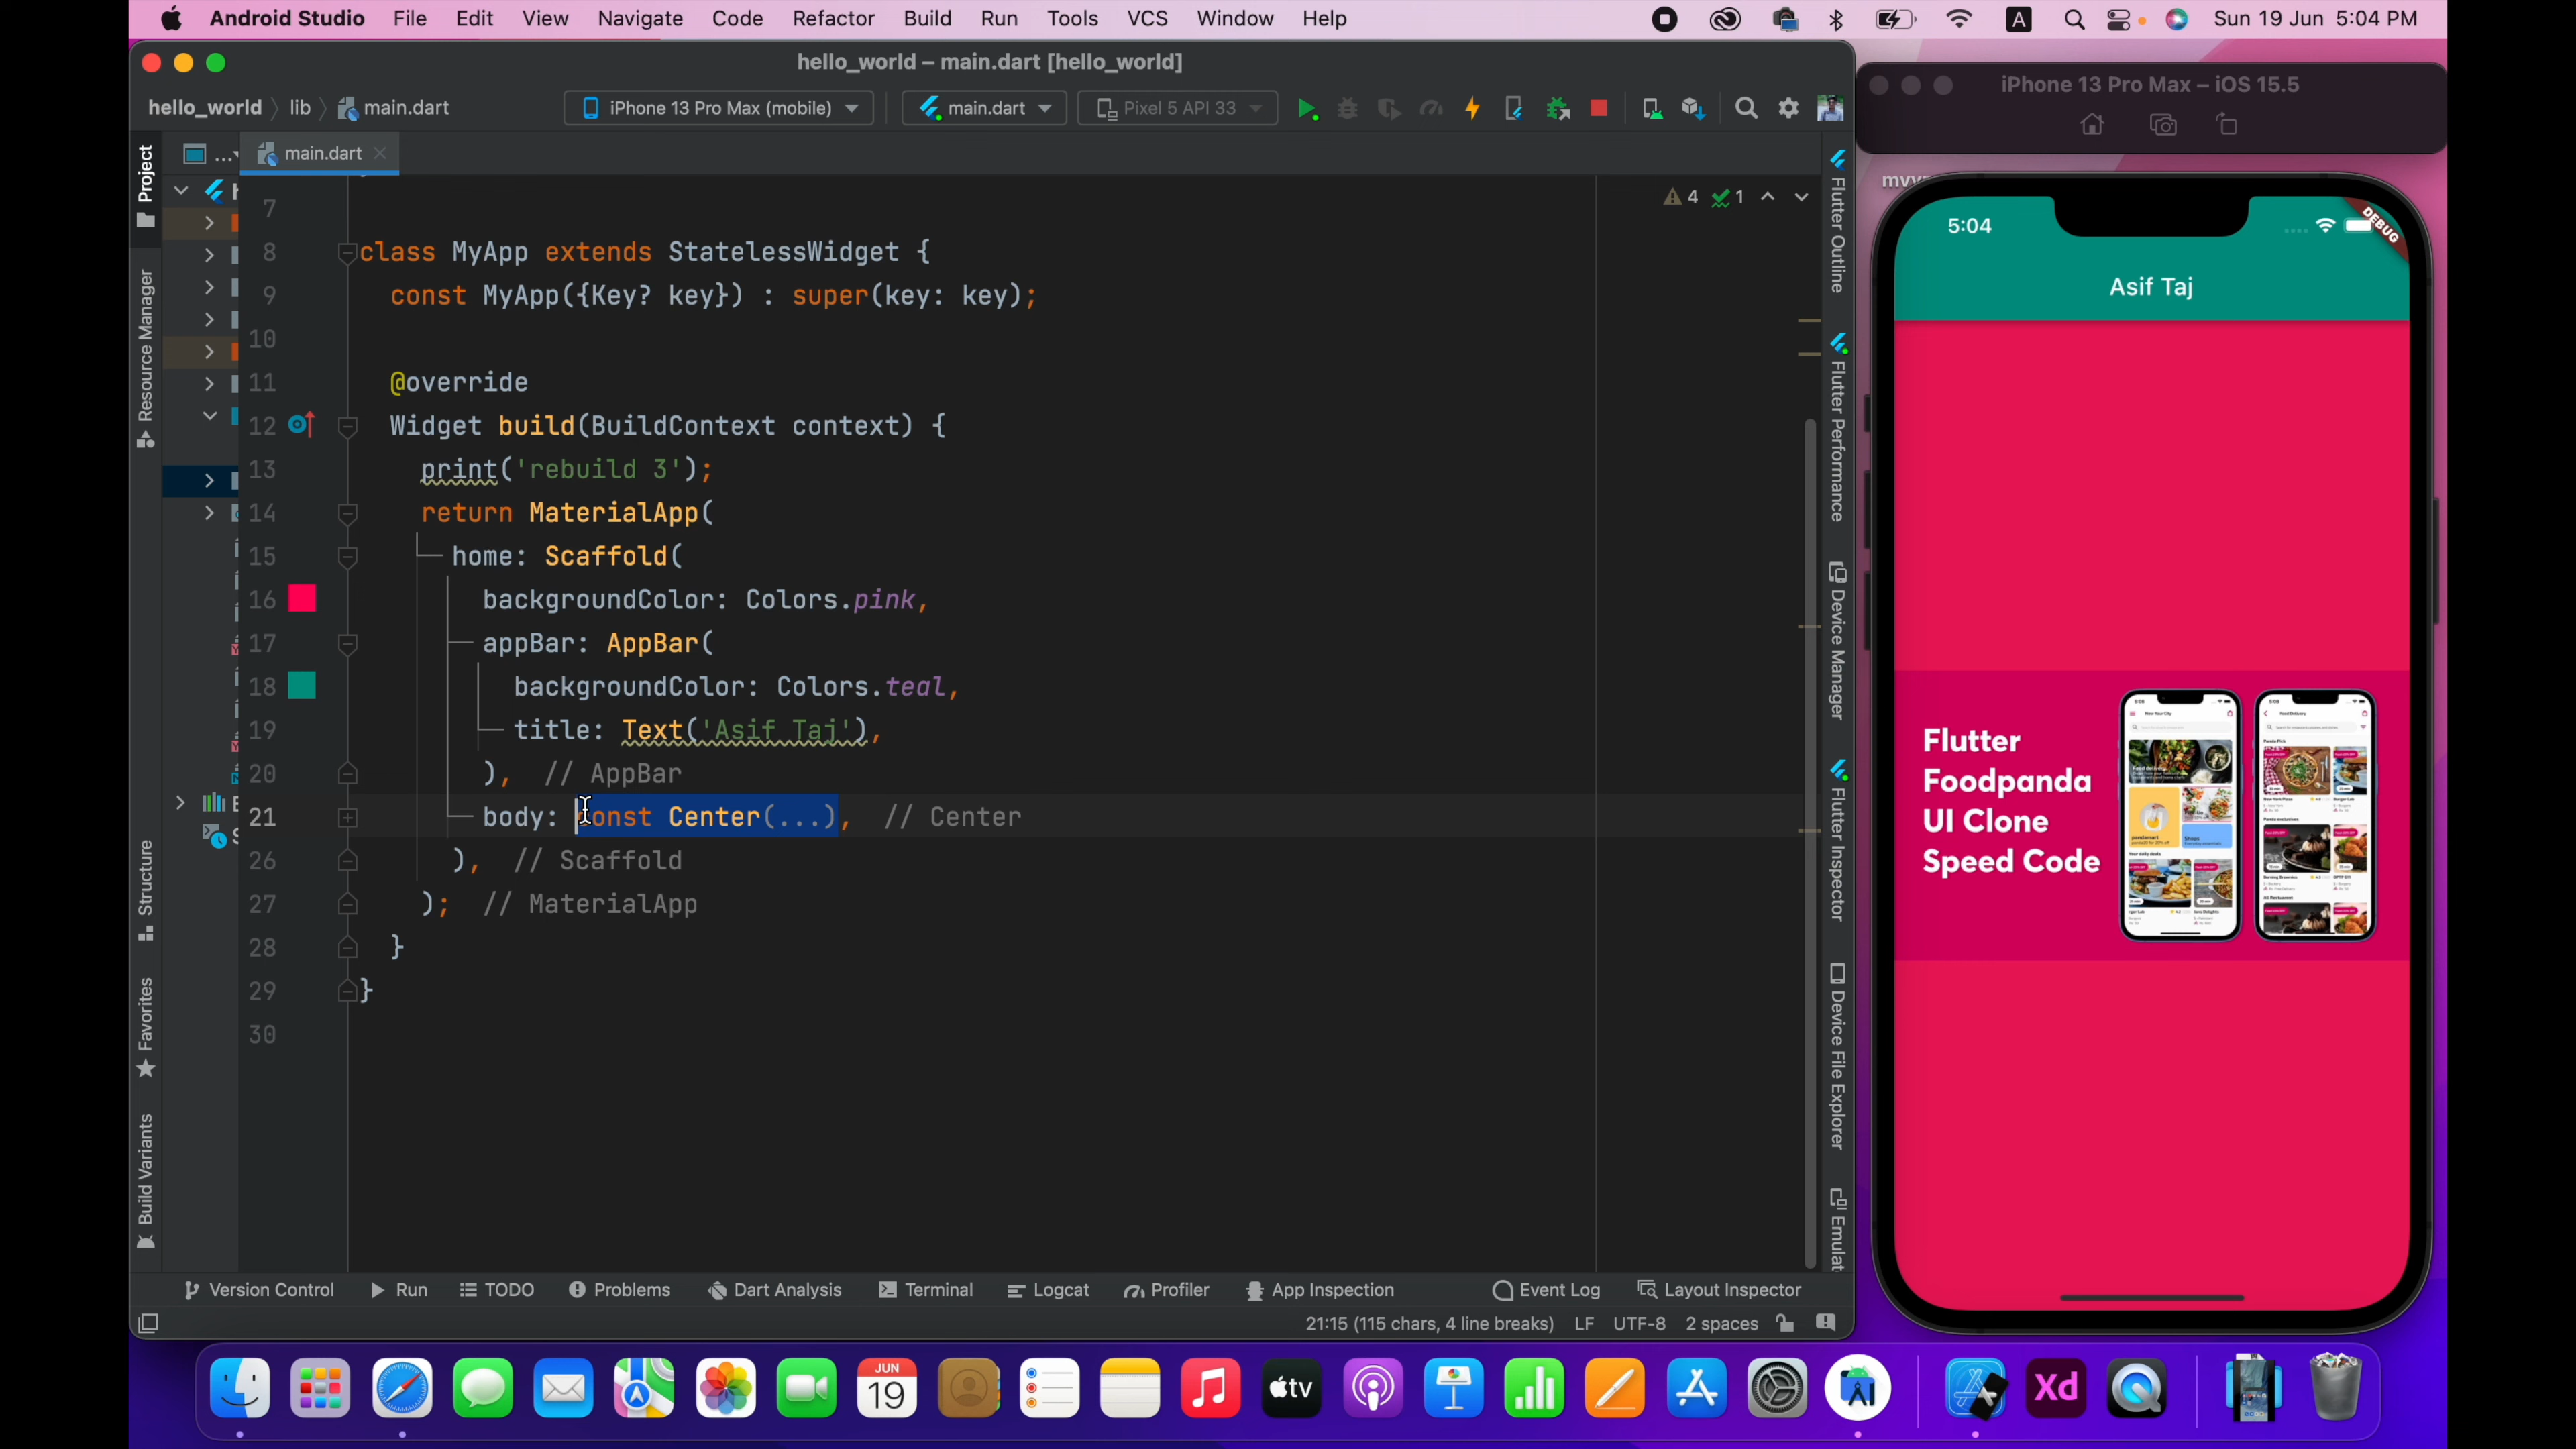 Android Studio File Edit View Navigate Code Refactor Build Run Tools VCS Window Help
A Sun 19 Jun 5:04 PM
hello_world – main.dart [hello_world]
iPhone 13 Pro Max – iOS 15.5
hello_world lib main.dart iPhone 13 Pro Max (mobile) main.dart Pixel 5 API 33
... main.dart
4 1
7
8 class MyApp extends StatelessWidget {
9 const MyApp({Key? key}) : super(key: key);
10
11 @override
12 Widget build(BuildContext context) {
13 print('rebuild 3');
14 return MaterialApp(
15 home: Scaffold(
16 backgroundColor: Colors.pink,
17 appBar: AppBar(
18 backgroundColor: Colors.teal,
19 title: Text('Asif Taj'),
20 ), // AppBar
21 body: const Center(...), // Center
26 ), // Scaffold
27 ); // MaterialApp
28 }
29 }
30
Project
Resource Manager
Structure
Favorites
Build Variants
Flutter Outline
Flutter Performance
Device Manager
Flutter Inspector
Device File Explorer
Emulat
5:04
DEBUG
Asif Taj
Flutter
Foodpanda
UI Clone
Speed Code
Version Control Run TODO Problems Dart Analysis Terminal Logcat Profiler App Inspection Event Log Layout Inspector
21:15 (115 chars, 4 line breaks) LF UTF-8 2 spaces
JUN
19
tv
Xd